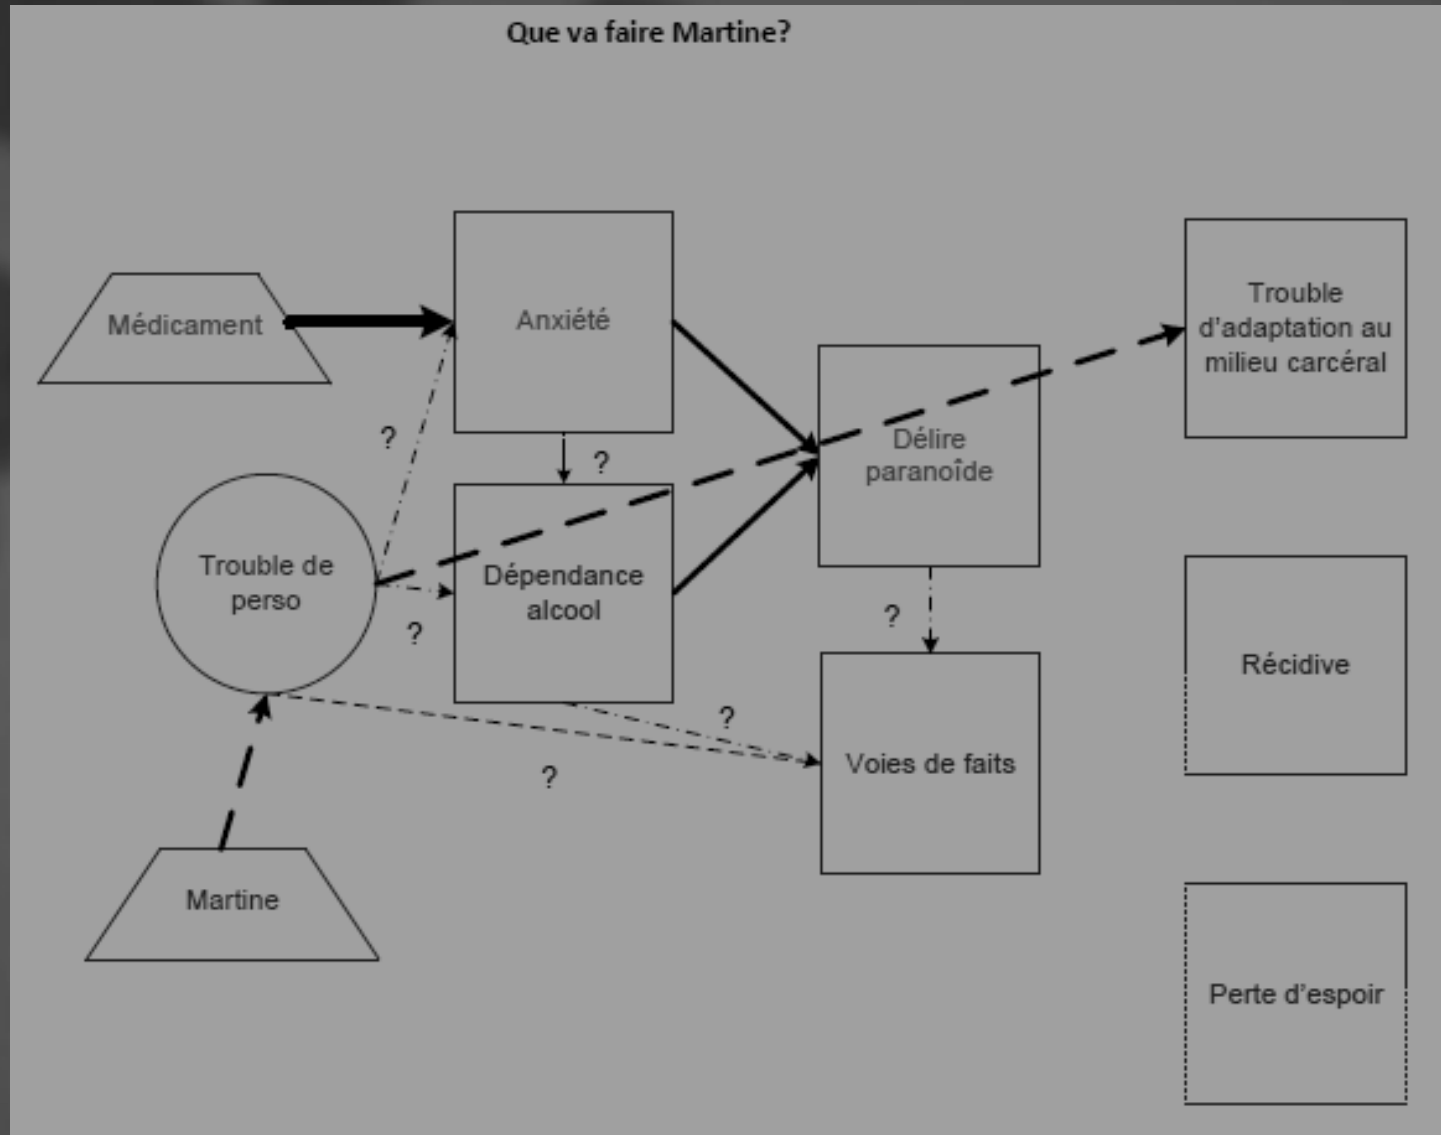 Que va faire Martine?
Médicament
Anxiété
Trouble
d'adaptation au
milieu carcéral
?
?
Délire
paranoîde
Trouble de
perso
Dépendance
alcool
?
?
?
?
Voies de faits
Récidive
Martine
Perte d'espoir